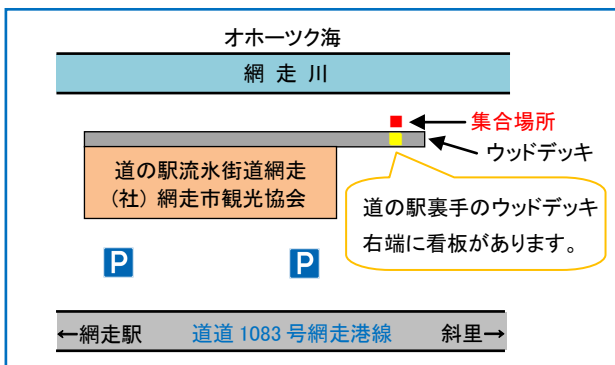 オホーツク海
網 走 川
集合場所
ウッドデッキ
道の駅流氷街道網走
(社) 網走市観光協会
道の駅裏手のウッドデッキ
右端に看板があります。
P
P
←網走駅 道道 1083 号網走港線 斜里→